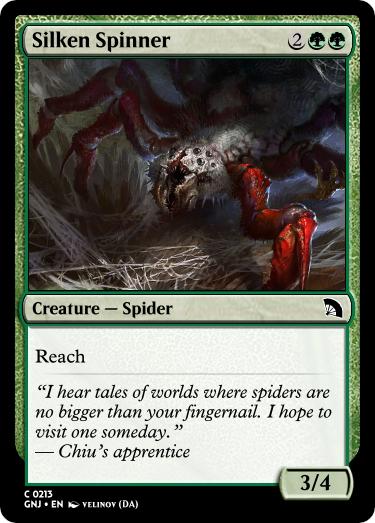 Silken Spinner 2
Creature — Spider
Reach
“I hear tales of worlds where spiders are
no bigger than your fingernail. I hope to
visit one someday.”
— Chiu's apprentice
3/4
C 0213
GNJ • EN VELINOV (DA)